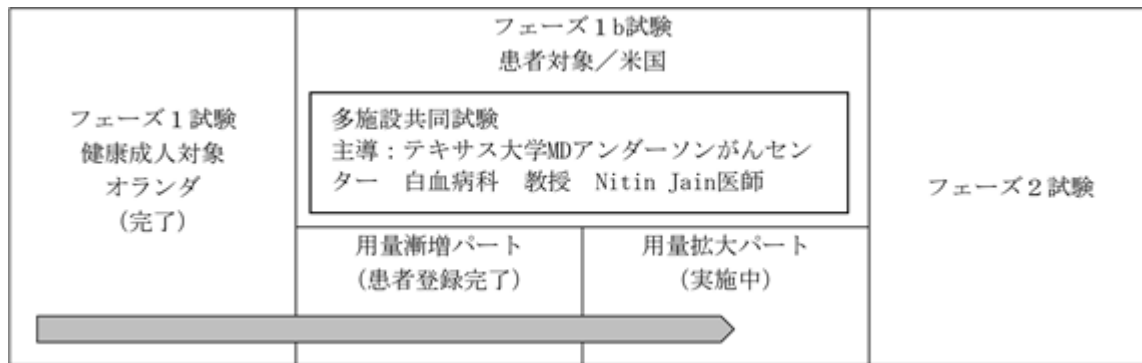 フェーズ１試験
健康成人対象
オランダ
(完了)
フェーズ１b試験
患者対象／米国
多施設共同試験
主導：テキサス大学MDアンダーソンがんセン
ター　白血病科　教授　Nitin Jain医師
用量漸増パート
(患者登録完了)
用量拡大パート
(実施中)
フェーズ２試験